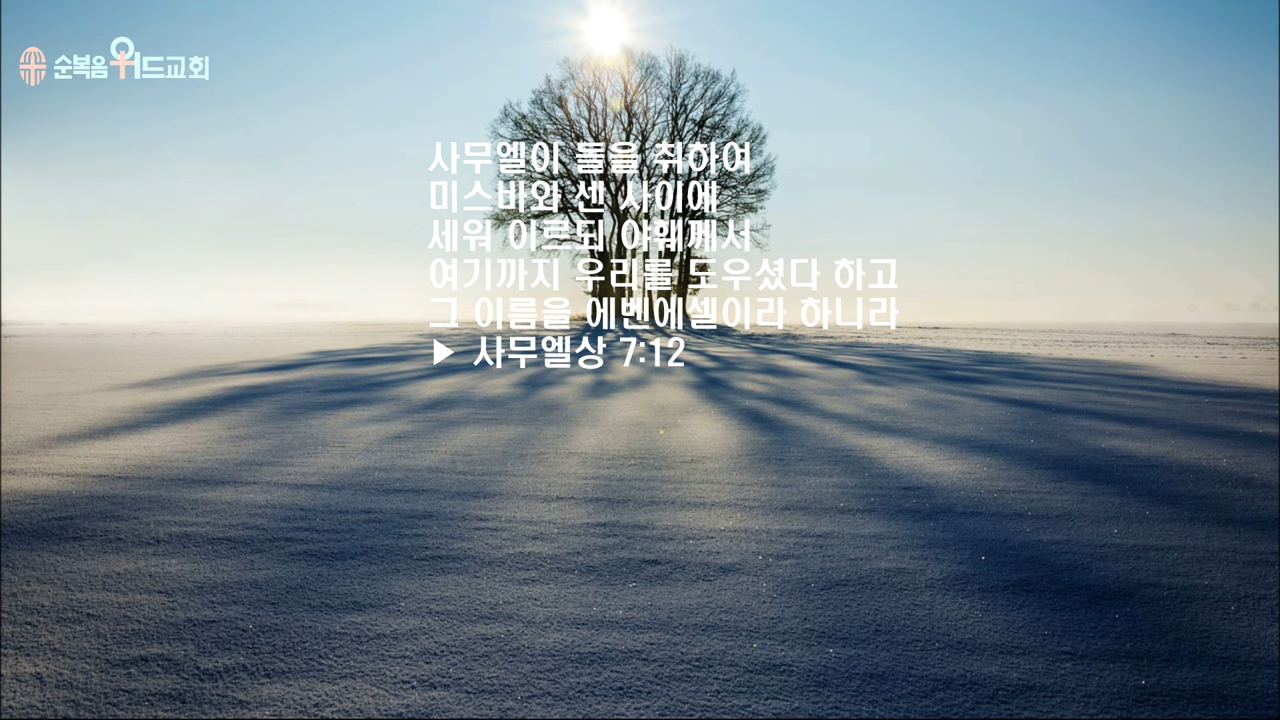 순복음위드교회
사무엘이 돌을 취하여
미스바와 센 사이에
세워 이르되 야훼께서
여기까지 우리를 도우셨다 하고
그 이름을 에벤에셀이라 하니라
▶ 사무엘상 7:12